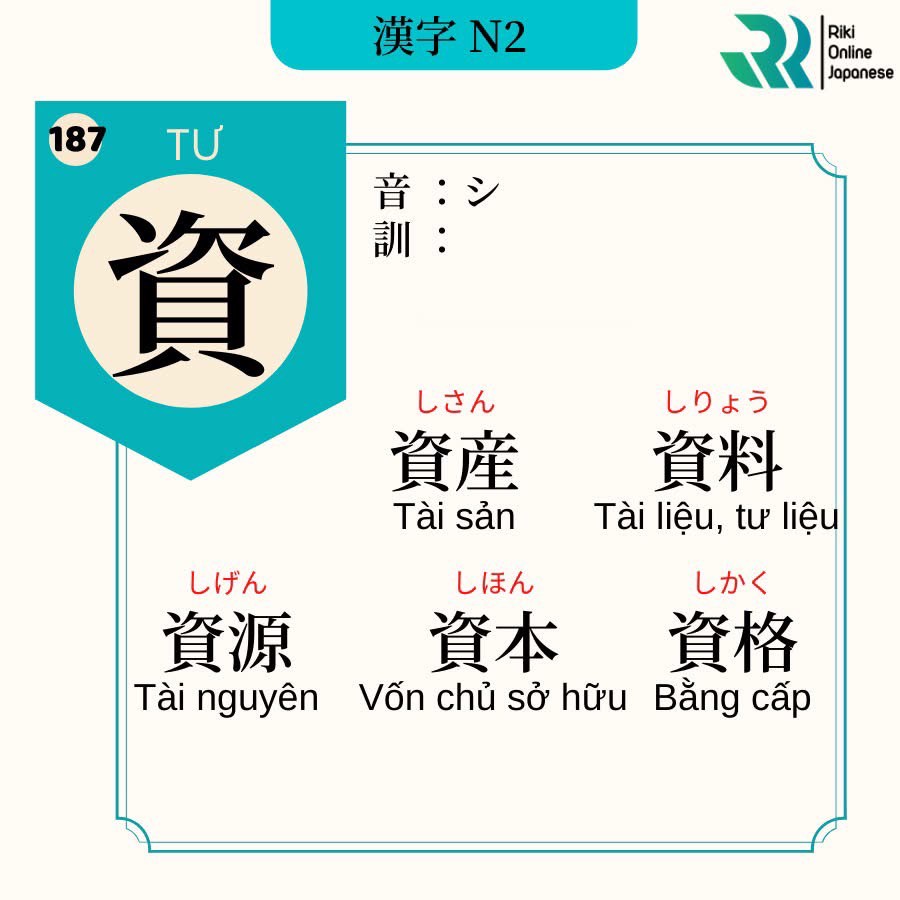 漢字 N2
Riki
Online
Japanese
187
TƯ
資
音 ：シ
訓 ：
しさん
資産
Tài sản
しりょう
資料
Tài liệu, tư liệu
しげん
資源
Tài nguyên
しほん
資本
Vốn chủ sở hữu
しかく
資格
Bằng cấp